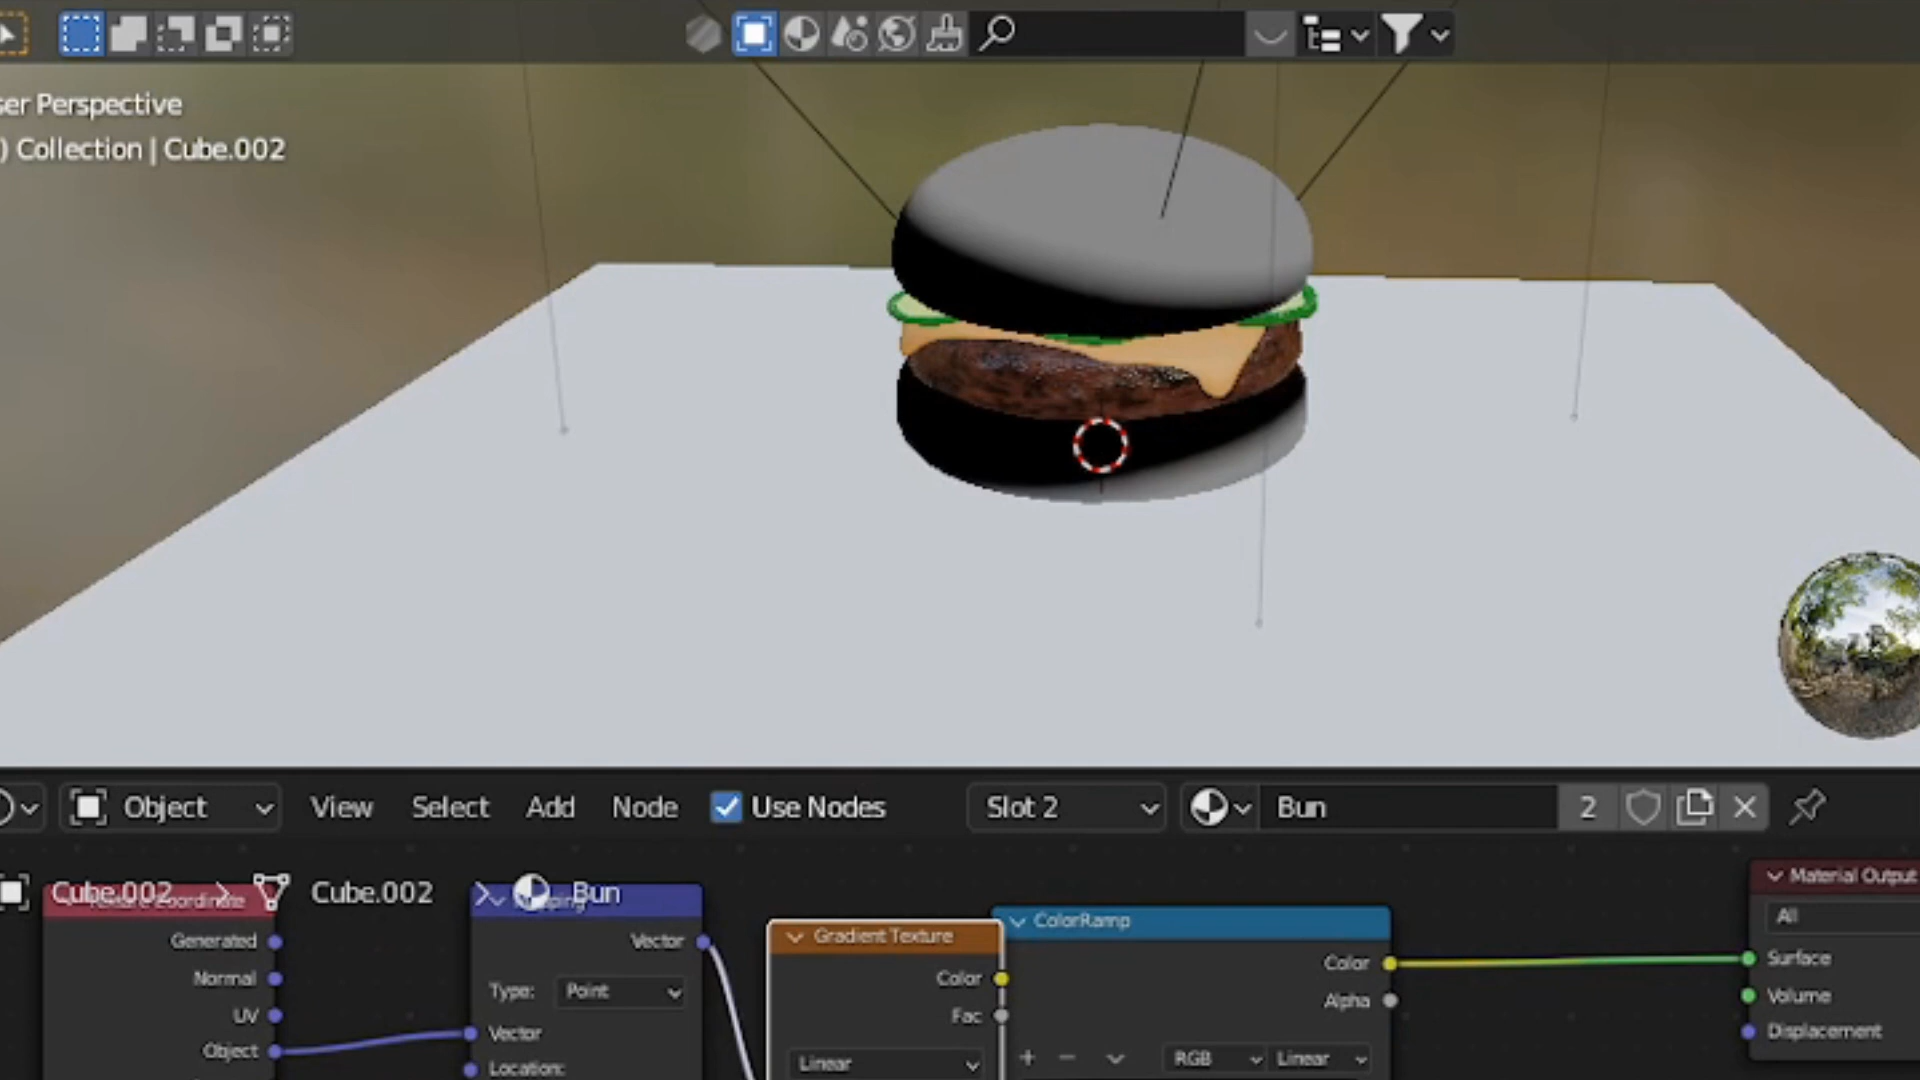 ser Perspective
) Collection | Cube.002
Object
View
Select
Add
Node
Use Nodes
Slot 2
Bun
2
Cube.002
Cube.002
Bun
Material Output
All
Surface
Volume
Displacement
Texture Coordinate
Generated
Normal
UV
Object
Vector
Type:
Point
Vector
Location:
Gradient Texture
Color
Fac
Linear
ColorRamp
Color
Alpha
RGB
Linear